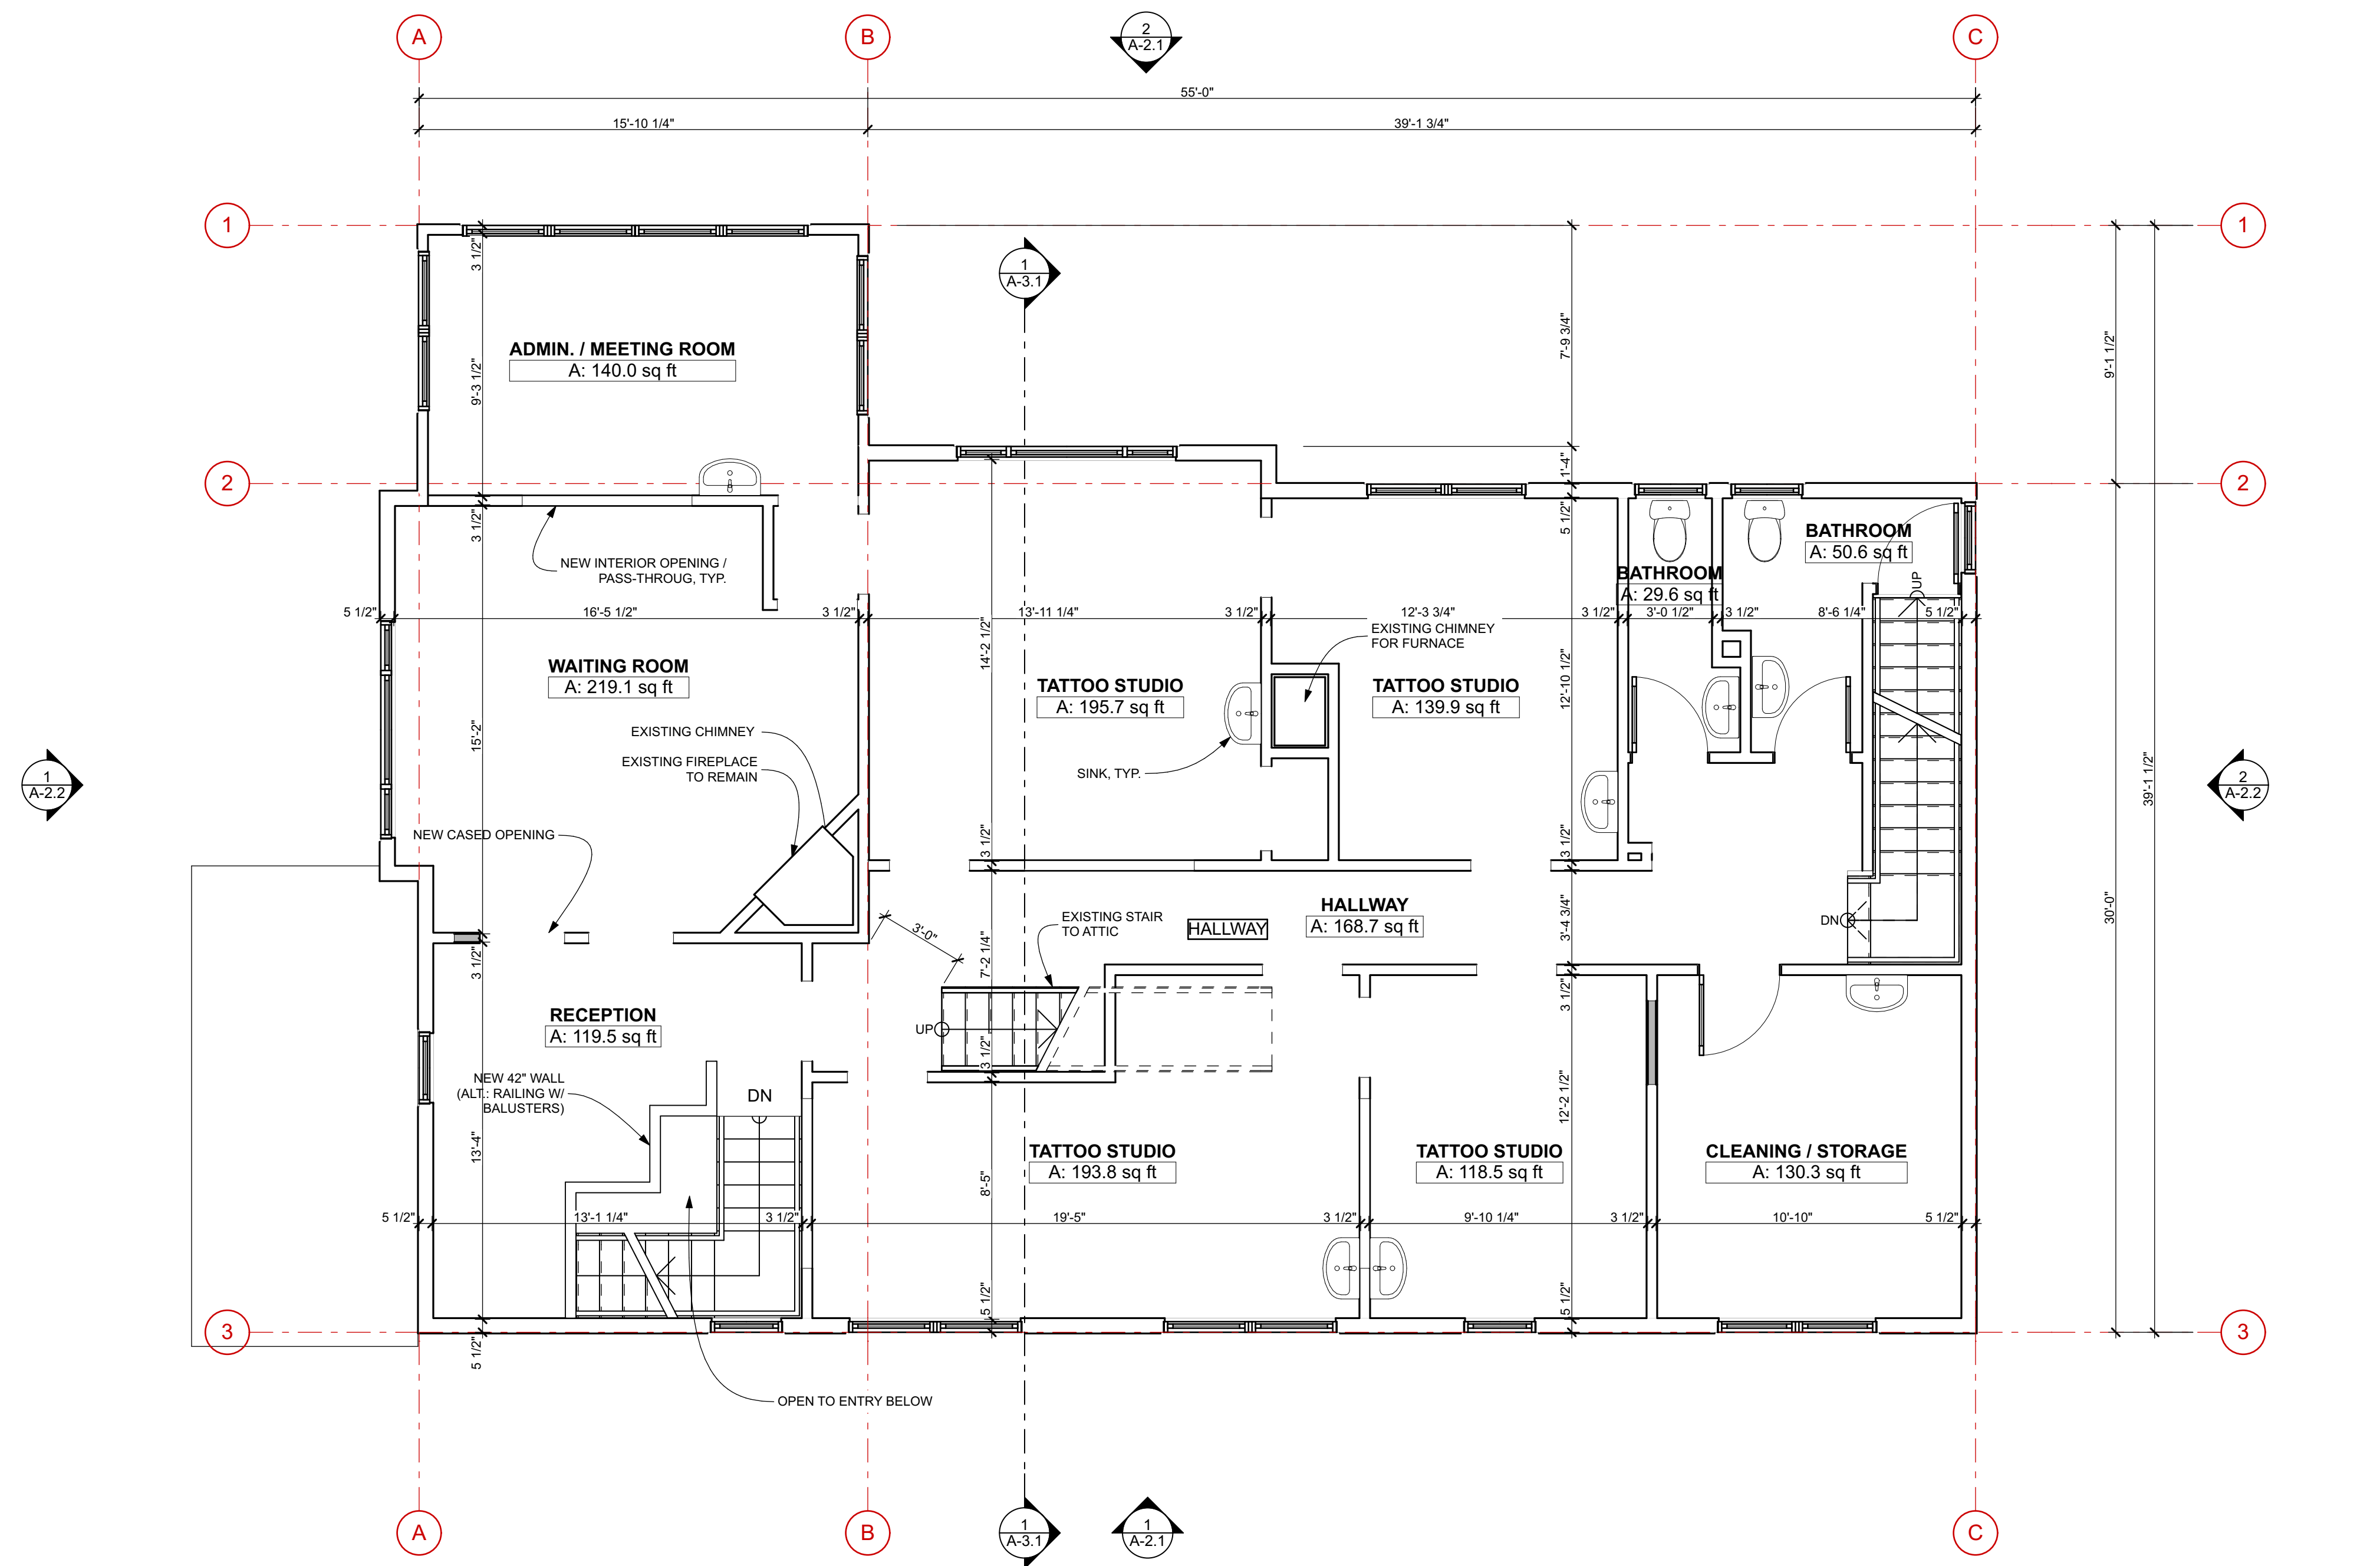 A
B
2
A-2.1
C
55'-0"
15'-10 1/4"
39'-1 3/4"
1
1
3 1/2"
1
A-3.1
7'-9 3/4"
9'-1 1/2"
ADMIN. / MEETING ROOM
A: 140.0 sq ft
9'-3 1/2"
2
1'-4"
2
3 1/2"
5 1/2"
NEW INTERIOR OPENING /
PASS-THROUG, TYP.
BATHROOM
A: 50.6 sq ft
BATHROOM
A: 29.6 sq ft
UP
5 1/2"
16'-5 1/2"
3 1/2"
13'-11 1/4"
3 1/2"
12'-3 3/4"
3 1/2"
3'-0 1/2"
3 1/2"
8'-6 1/4"
5 1/2"
EXISTING CHIMNEY
FOR FURNACE
14'-2 1/2"
12'-10 1/2"
WAITING ROOM
A: 219.1 sq ft
TATTOO STUDIO
A: 195.7 sq ft
TATTOO STUDIO
A: 139.9 sq ft
15'-2"
EXISTING CHIMNEY
EXISTING FIREPLACE
TO REMAIN
SINK, TYP.
1
A-2.2
39'-1 1/2"
2
A-2.2
NEW CASED OPENING
3 1/2"
3 1/2"
30'-0"
HALLWAY
A: 168.7 sq ft
HALLWAY
EXISTING STAIR
TO ATTIC
3'-0"
3'-4 3/4"
DN
3 1/2"
7'-2 1/4"
3 1/2"
RECEPTION
A: 119.5 sq ft
UP
3 1/2"
NEW 42" WALL
(ALT.: RAILING W/
BALUSTERS)
DN
12'-2 1/2"
13'-4"
TATTOO STUDIO
A: 193.8 sq ft
TATTOO STUDIO
A: 118.5 sq ft
CLEANING / STORAGE
A: 130.3 sq ft
8'-5"
5 1/2"
13'-1 1/4"
3 1/2"
19'-5"
3 1/2"
9'-10 1/4"
3 1/2"
10'-10"
5 1/2"
5 1/2"
5 1/2"
3
3
5 1/2"
OPEN TO ENTRY BELOW
A
B
1
A-3.1
1
A-2.1
C